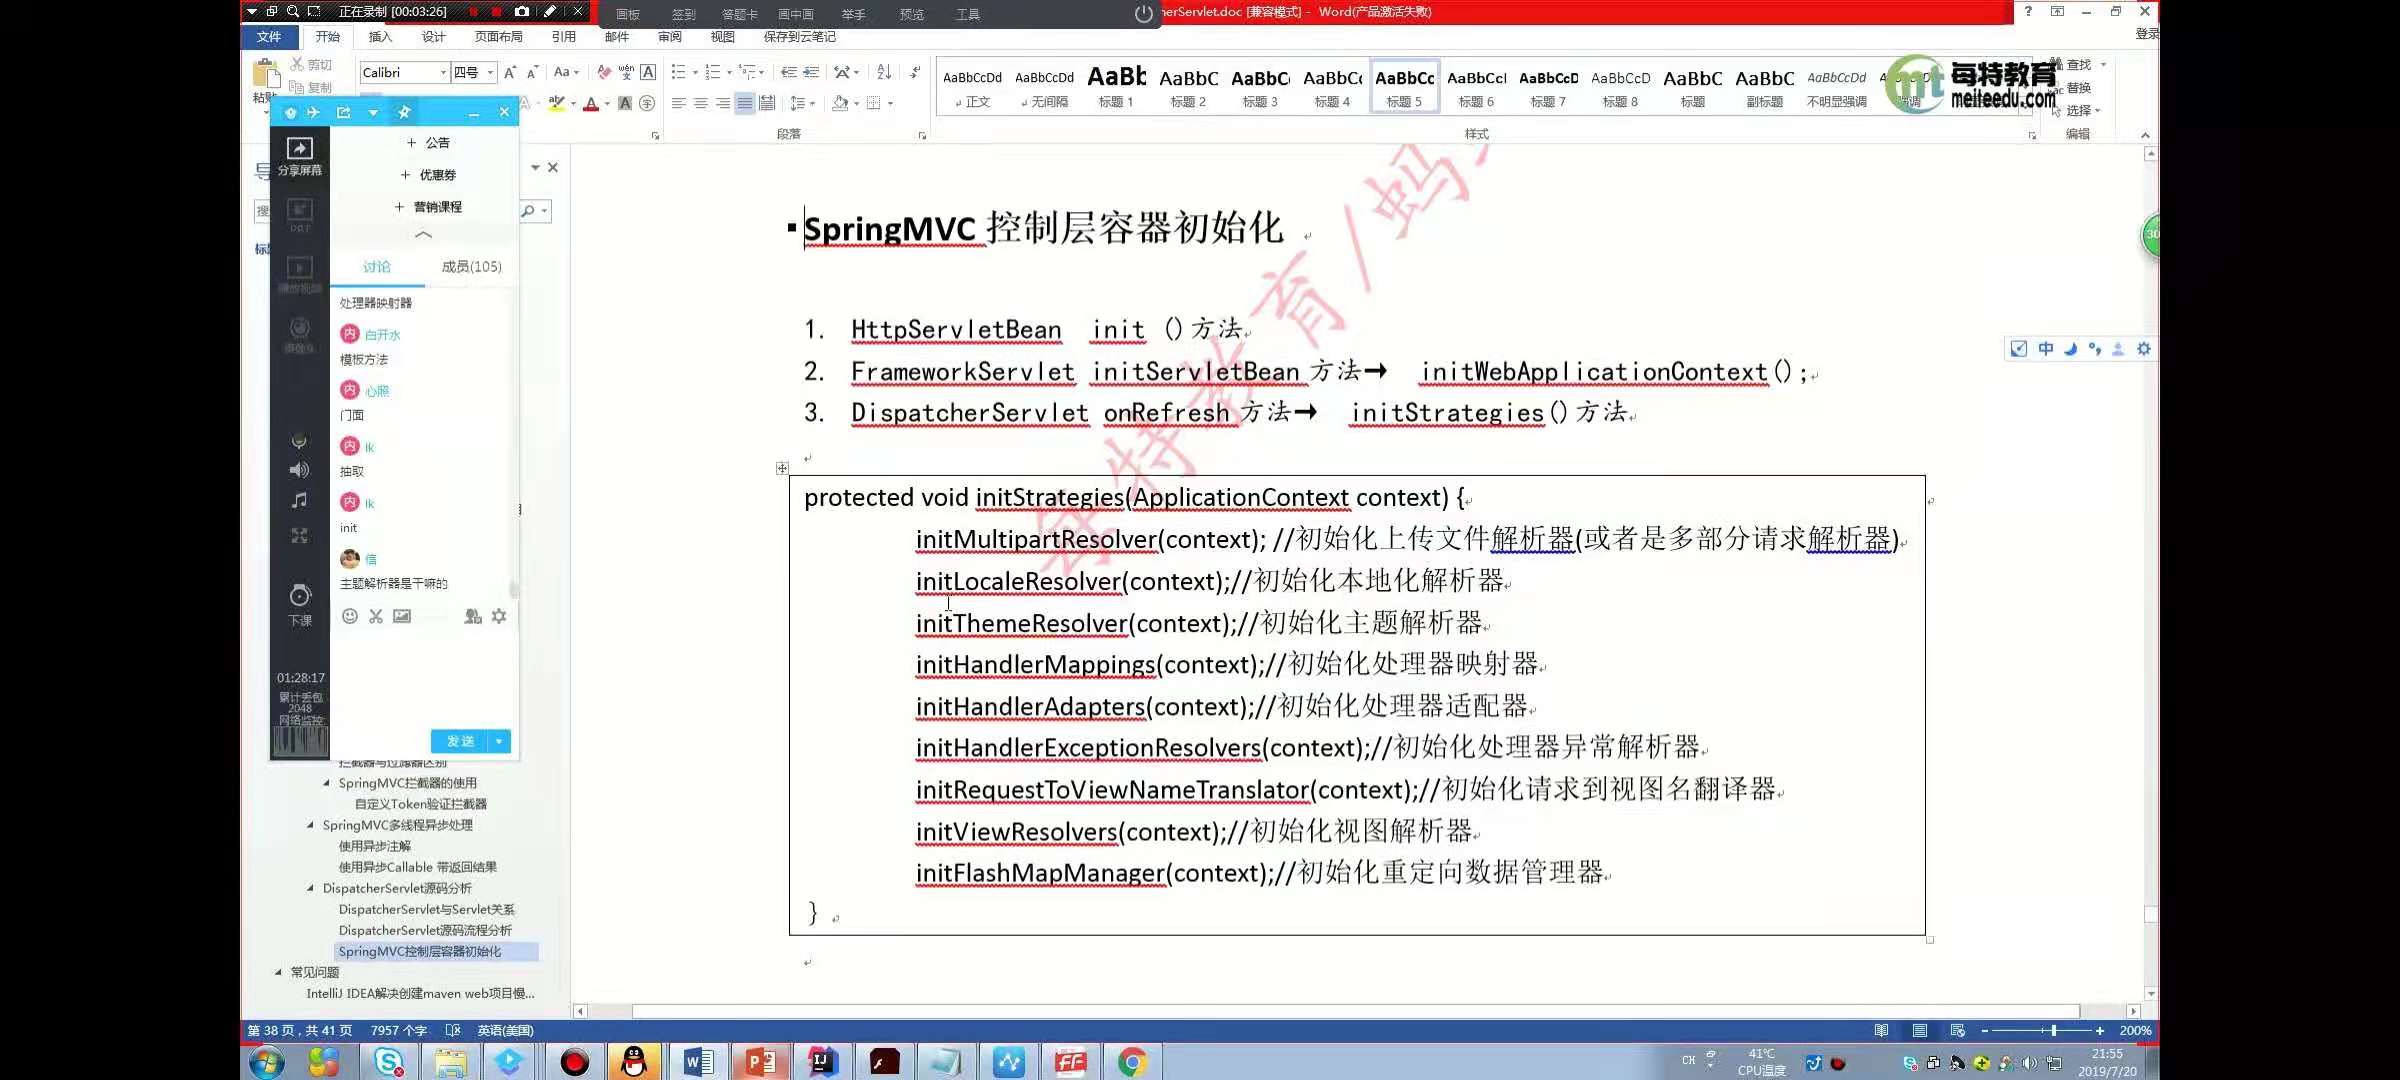 正在录制 [00:03:26]
画板 签到 答题卡 画中画 举手 预览 工具
herServlet.doc [兼容模式] - Word(产品激活失败)
登录
文件 开始 插入 设计 页面布局 引用 邮件 审阅 视图 保存到云笔记
剪切
复制
粘贴
Calibri 四号
AaBbCcDd AaBbCcDd AaBb AaBbC AaBbC AaBbC AaBbCc AaBbCcI AaBbCcD AaBbCcD AaBbC AaBbC AaBbCcDd
正文 无间隔 标题 1 标题 2 标题 3 标题 4 标题 5 标题 6 标题 7 标题 8 标题 副标题 不明显强调
查找
替换
选择
段落 样式 编辑
每特教育
meiteedu.com
分享屏幕
+ 公告
+ 优惠券
+ 营销课程
讨论 成员(105)
处理器映射器
内 白开水
模板方法
内 心照
门面
内 lk
抽取
内 lk
init
信
主题解析器是干嘛的
下课
01:28:17
累计丢包
2048
网络监控
发送
拦截器与过滤器区别
SpringMVC拦截器的使用
自定义Token验证拦截器
SpringMVC多线程异步处理
使用异步注解
使用异步Callable 带返回结果
DispatcherServlet源码分析
DispatcherServlet与Servlet关系
DispatcherServlet源码流程分析
SpringMVC控制层容器初始化
常见问题
IntelliJ IDEA解决创建maven web项目慢...
SpringMVC 控制层容器初始化
1. HttpServletBean init ()方法
2. FrameworkServlet initServletBean 方法→ initWebApplicationContext();
3. DispatcherServlet onRefresh 方法→ initStrategies()方法
protected void initStrategies(ApplicationContext context) {
initMultipartResolver(context); //初始化上传文件解析器(或者是多部分请求解析器)
initLocaleResolver(context);//初始化本地化解析器
initThemeResolver(context);//初始化主题解析器
initHandlerMappings(context);//初始化处理器映射器
initHandlerAdapters(context);//初始化处理器适配器
initHandlerExceptionResolvers(context);//初始化处理器异常解析器
initRequestToViewNameTranslator(context);//初始化请求到视图名翻译器
initViewResolvers(context);//初始化视图解析器
initFlashMapManager(context);//初始化重定向数据管理器
}
每特教育/蚂
中
30
第 38 页，共 41 页 7957 个字 英语(美国)
200%
CH
41℃
CPU温度
21:55
2019/7/20